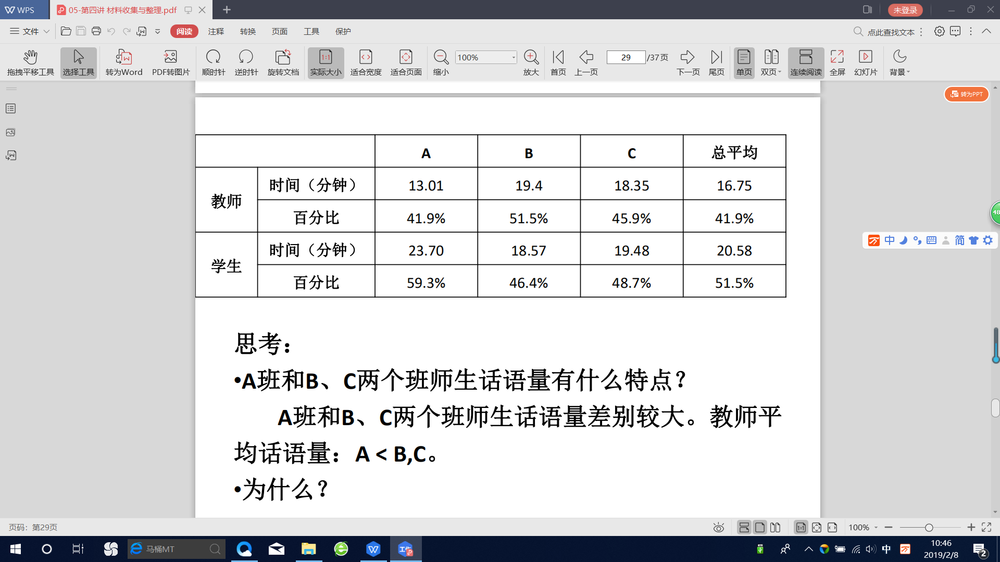 WPS 05-第四讲 材料收集与整理.pdf 未登录
文件 阅读 注释 转换 页面 工具 保护 点此查找文本
拖拽平移工具 选择工具 转为Word PDF转图片 顺时针 逆时针 旋转文档 1:1 实际大小 适合宽度 适合页面 缩小 100% 放大 首页 上一页 29 /37页 下一页 尾页 单页 双页 连续阅读 全屏 幻灯片 背景
转为PPT
A B C 总平均
教师 时间（分钟） 13.01 19.4 18.35 16.75
百分比 41.9% 51.5% 45.9% 41.9%
学生 时间（分钟） 23.70 18.57 19.48 20.58
百分比 59.3% 46.4% 48.7% 51.5%
48
中 简
思考：
•A班和B、C两个班师生话语量有什么特点？
A班和B、C两个班师生话语量差别较大。教师平
均话语量：A < B,C。
•为什么？
页码：第29页 1:1 100%
马桶MT 中 10:46
2019/2/8 2